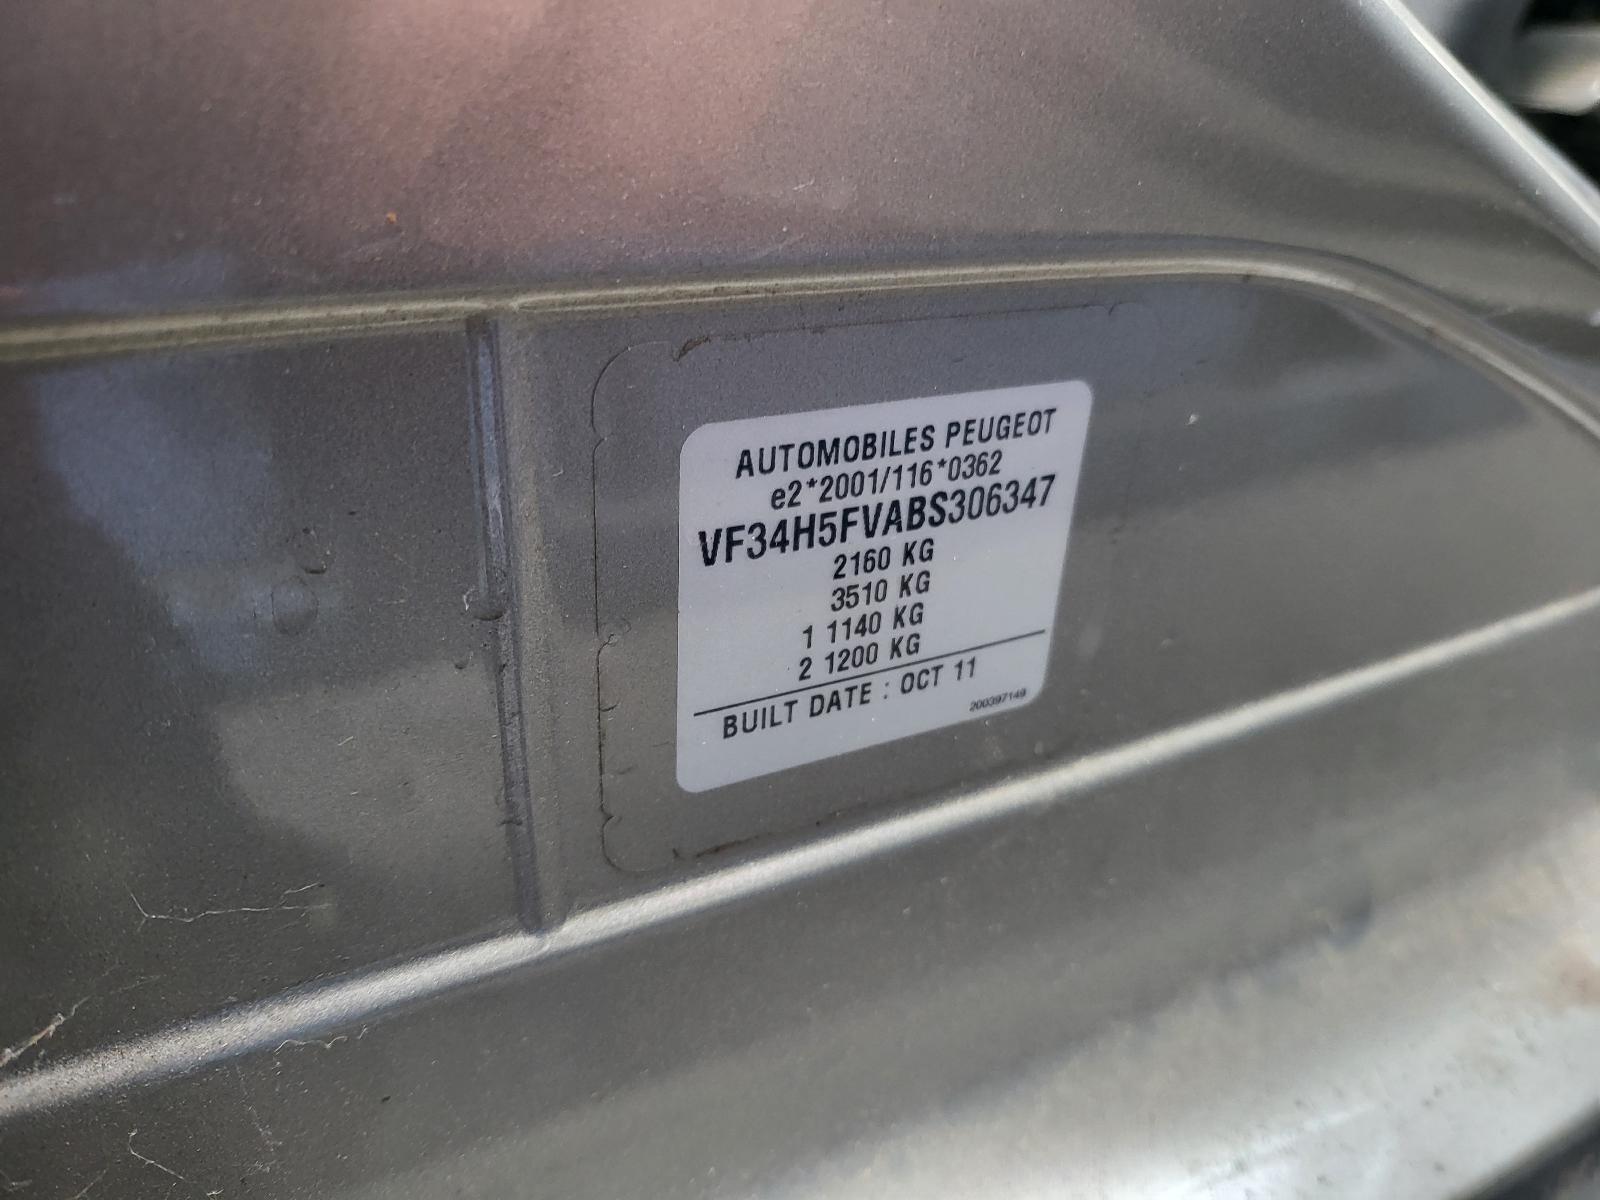 AUTOMOBILES PEUGEOT
e2*2001/116*0362
VF34H5FVABS306347
2160 KG
3510 KG
1 1140 KG
2 1200 KG
BUILT DATE : OCT 11
200397149